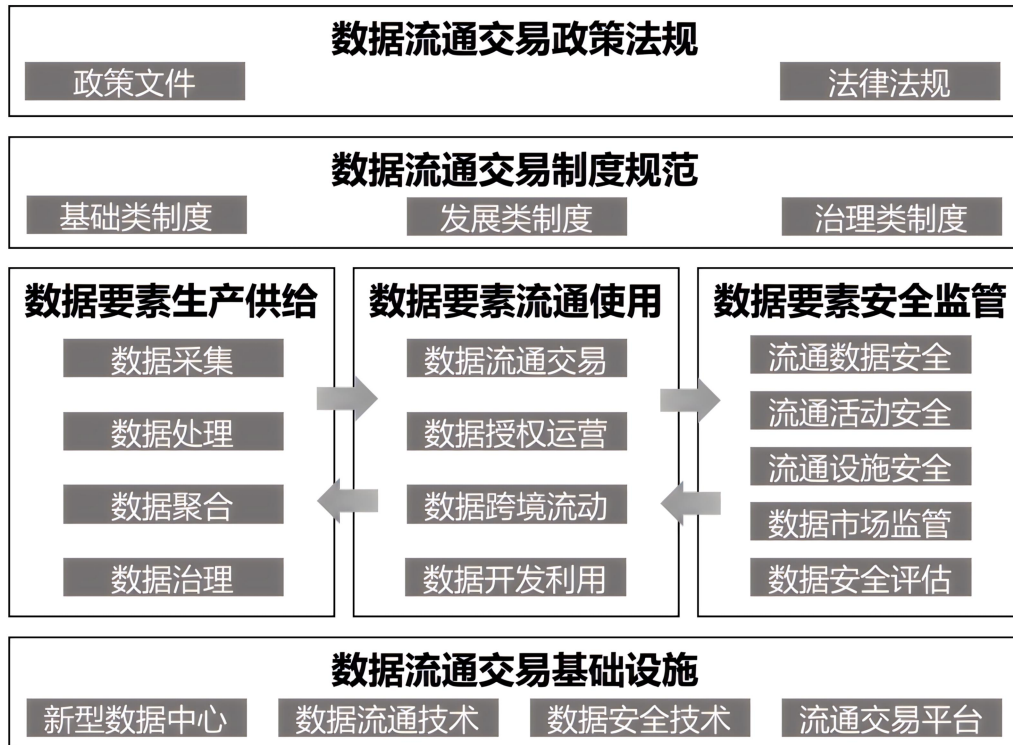 数据流通交易政策法规
政策文件
法律法规
数据流通交易制度规范
基础类制度
发展类制度
治理类制度
数据要素生产供给
数据采集
数据处理
数据聚合
数据治理
数据要素流通使用
数据流通交易
数据授权运营
数据跨境流动
数据开发利用
数据要素安全监管
流通数据安全
流通活动安全
流通设施安全
数据市场监管
数据安全评估
数据流通交易基础设施
新型数据中心
数据流通技术
数据安全技术
流通交易平台